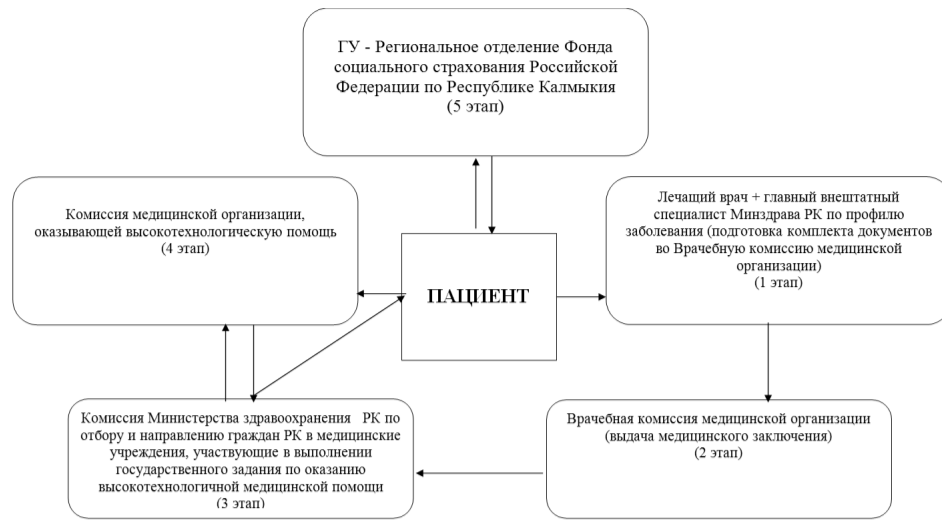 ГУ - Региональное отделение Фонда
социального страхования Российской
Федерации по Республике Калмыкия
(5 этап)
Комиссия медицинской организации,
оказывающей высокотехнологическую помощь
(4 этап)
ПАЦИЕНТ
Лечащий врач + главный внештатный
специалист Минздрава РК по профилю
заболевания (подготовка комплекта документов
во Врачебную комиссию медицинской
организации)
(1 этап)
Комиссия Министерства здравоохранения РК по
отбору и направлению граждан РК в медицинские
учреждения, участвующие в выполнении
государственного задания по оказанию
высокотехнологичной медицинской помощи
(3 этап)
Врачебная комиссия медицинской организации
(выдача медицинского заключения)
(2 этап)